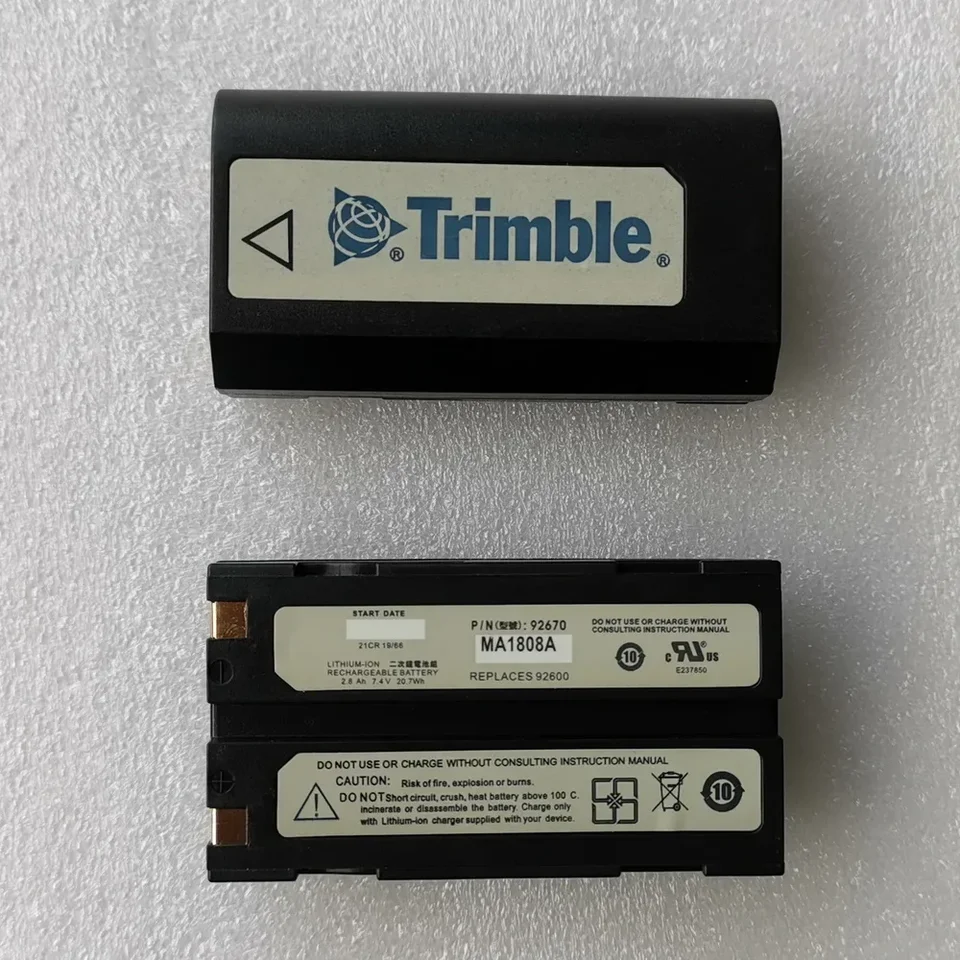 Trimble®
START DATE
21CR 19/66
LITHIUM-ION 二次鋰電池組
RECHARGEABLE BATTERY
2.8 Ah 7.4 V 20.7Wh
P/N(型號): 92670
MA1808A
REPLACES 92600
DO NOT USE OR CHARGE WITHOUT
CONSULTING INSTRUCTION MANUAL
10
c RU US
E237850
DO NOT USE OR CHARGE WITHOUT CONSULTING INSTRUCTION MANUAL
CAUTION: Risk of fire, explosion or burns.
DO NOT Short circuit, crush, heat battery above 100 C.
incinerate or disassemble the battery. Charge only
with Lithium-ion charger supplied with your device.
10